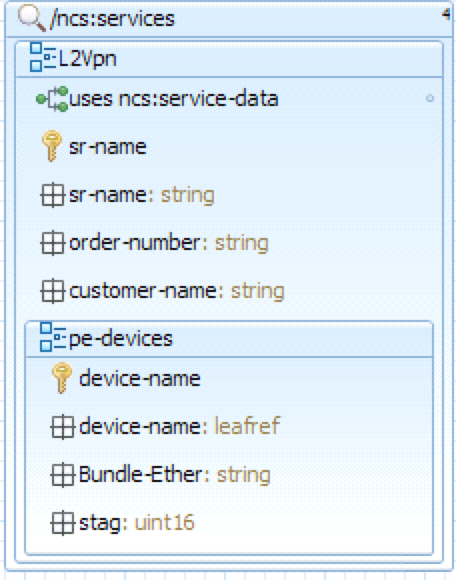 /ncs:services 4
L2Vpn
uses ncs:service-data
sr-name
sr-name: string
order-number: string
customer-name: string
pe-devices
device-name
device-name: leafref
Bundle-Ether: string
stag: uint16